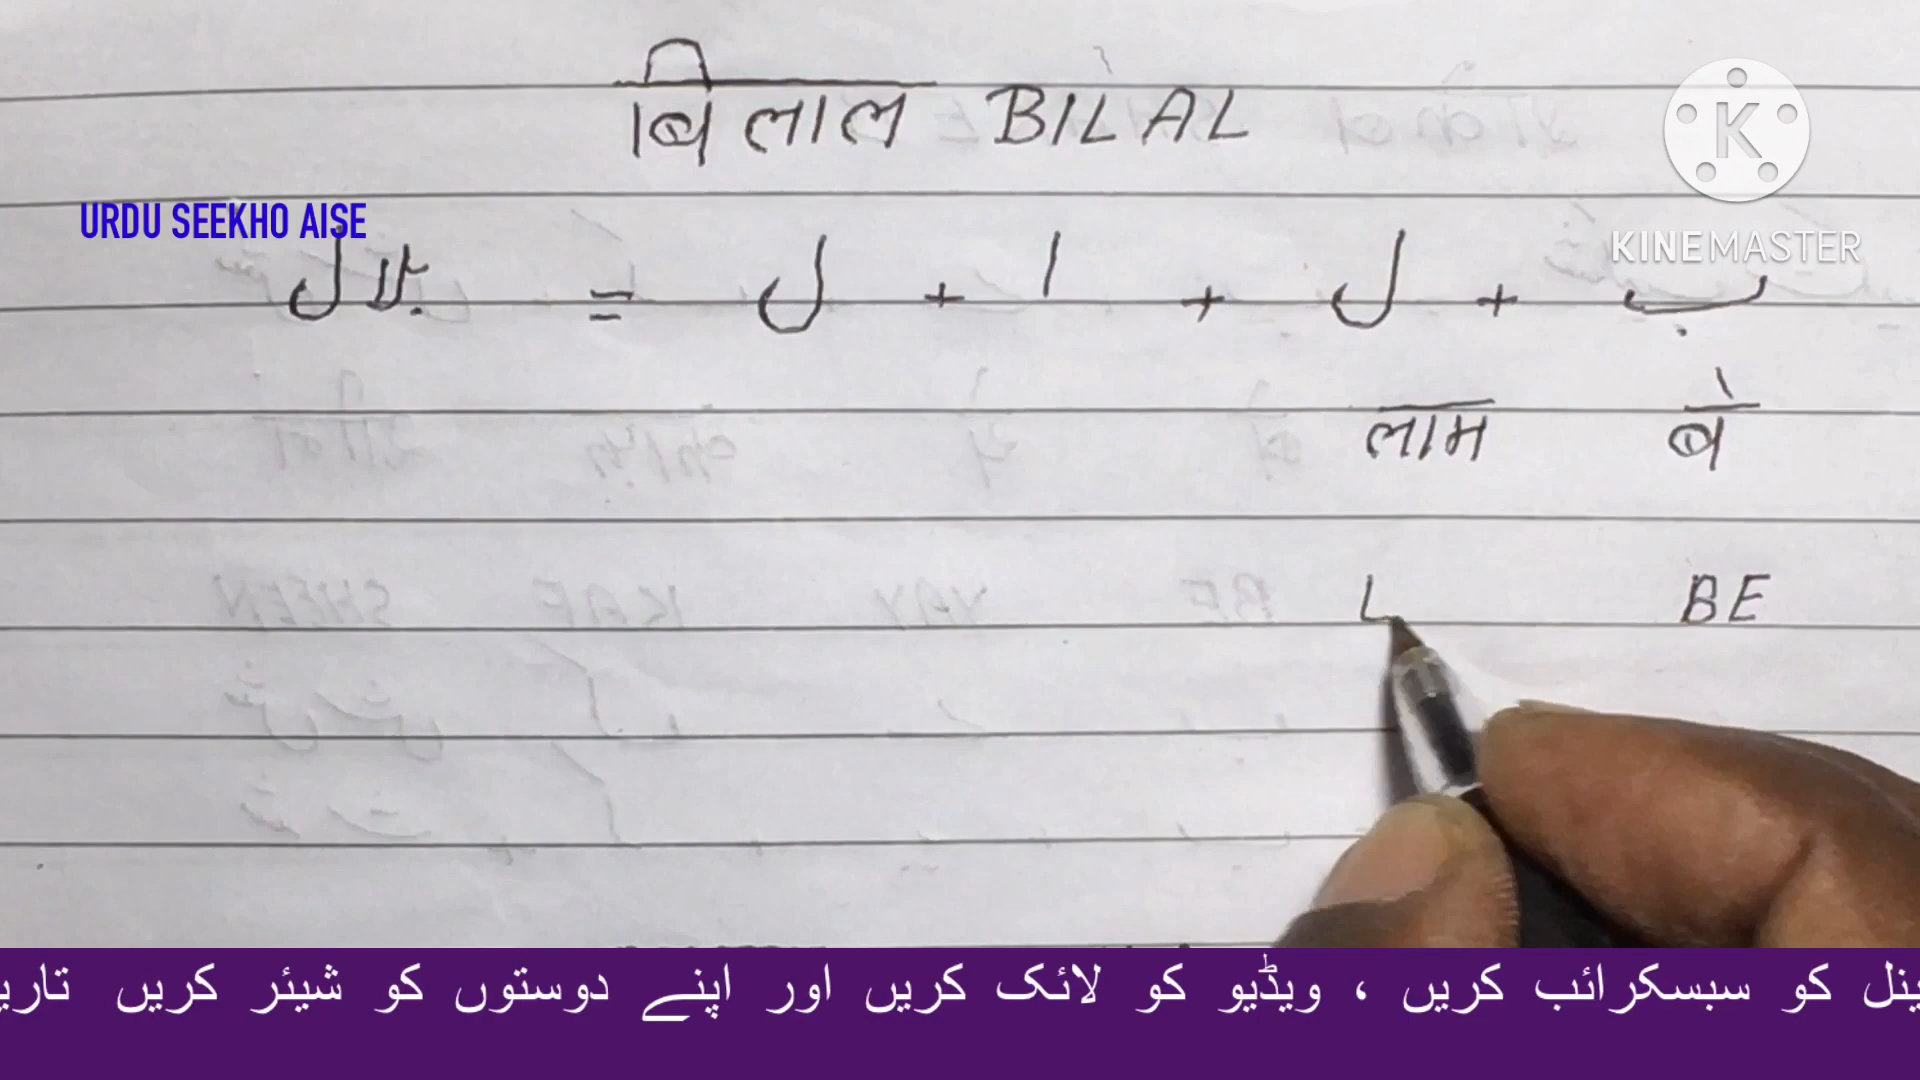 बिलाल BILAL
URDU SEEKHO AISE
KINEMASTER
ب + ل + ا + ل = بلال
बे लाम
BE L
کو سبسکرائب کریں ، ویڈیو کو لائک کریں اور اپنے دوستوں کو شیئر کریں